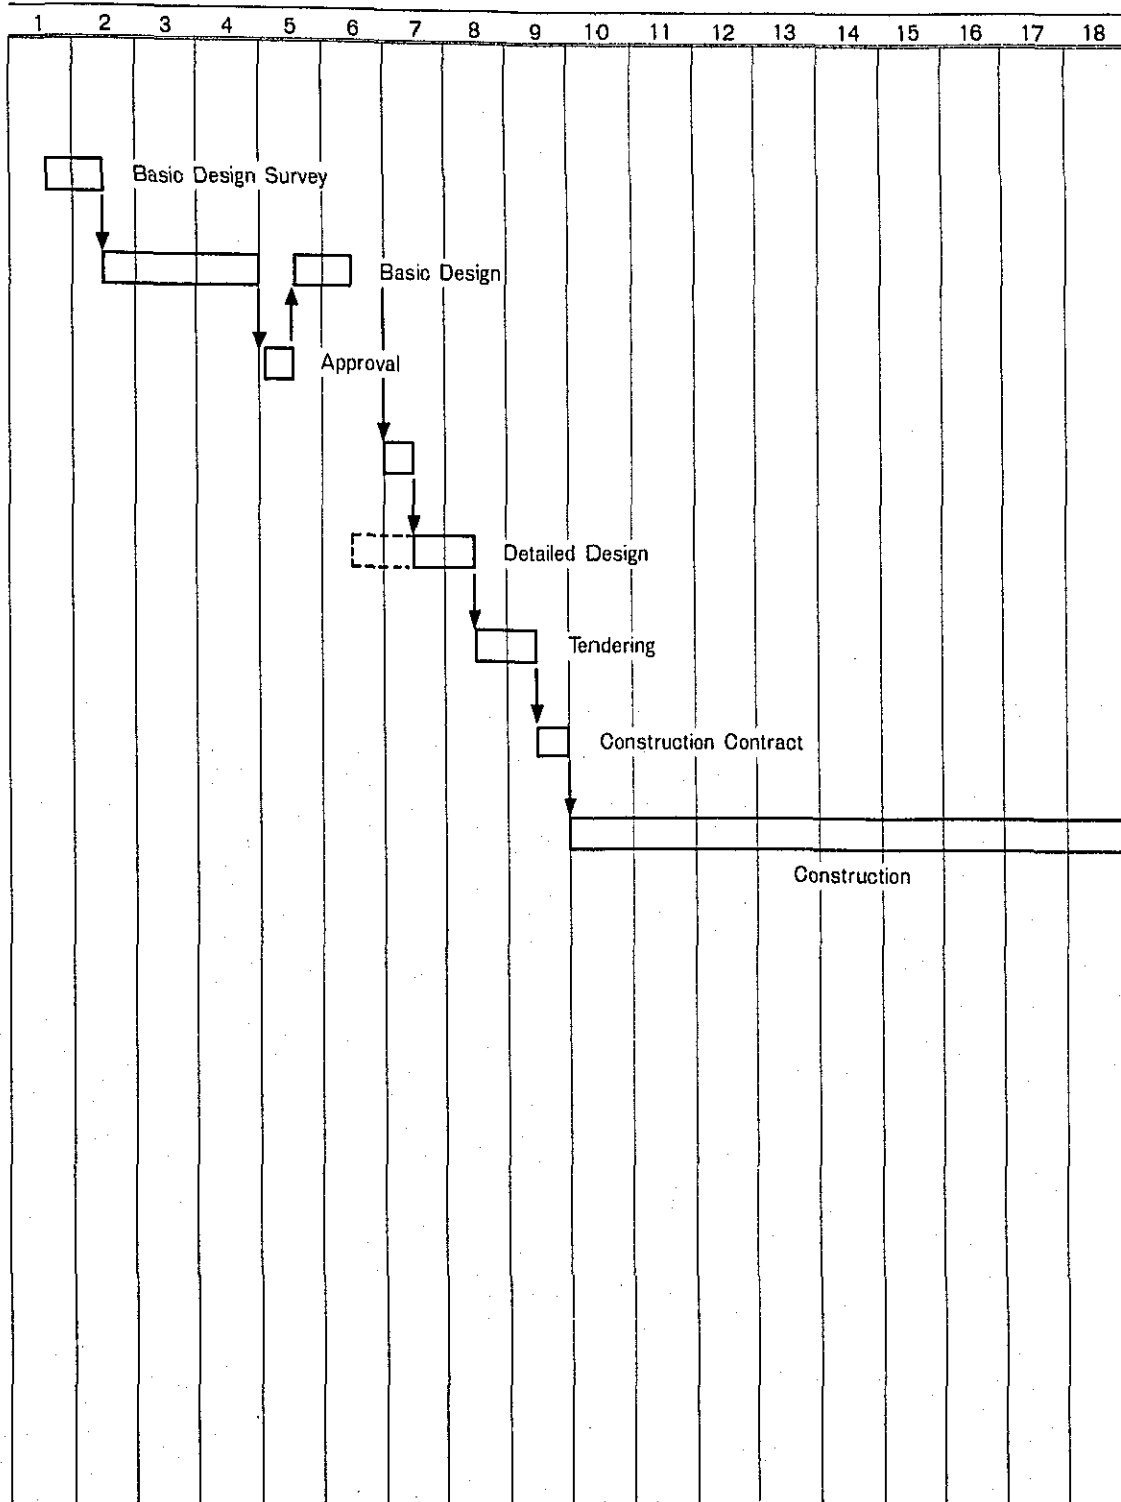 1 2 3 4 5 6 7 8 9 10 11 12 13 14 15 16 17 18
Basic Design Survey
Basic Design
Approval
Detailed Design
Tendering
Construction Contract
Construction